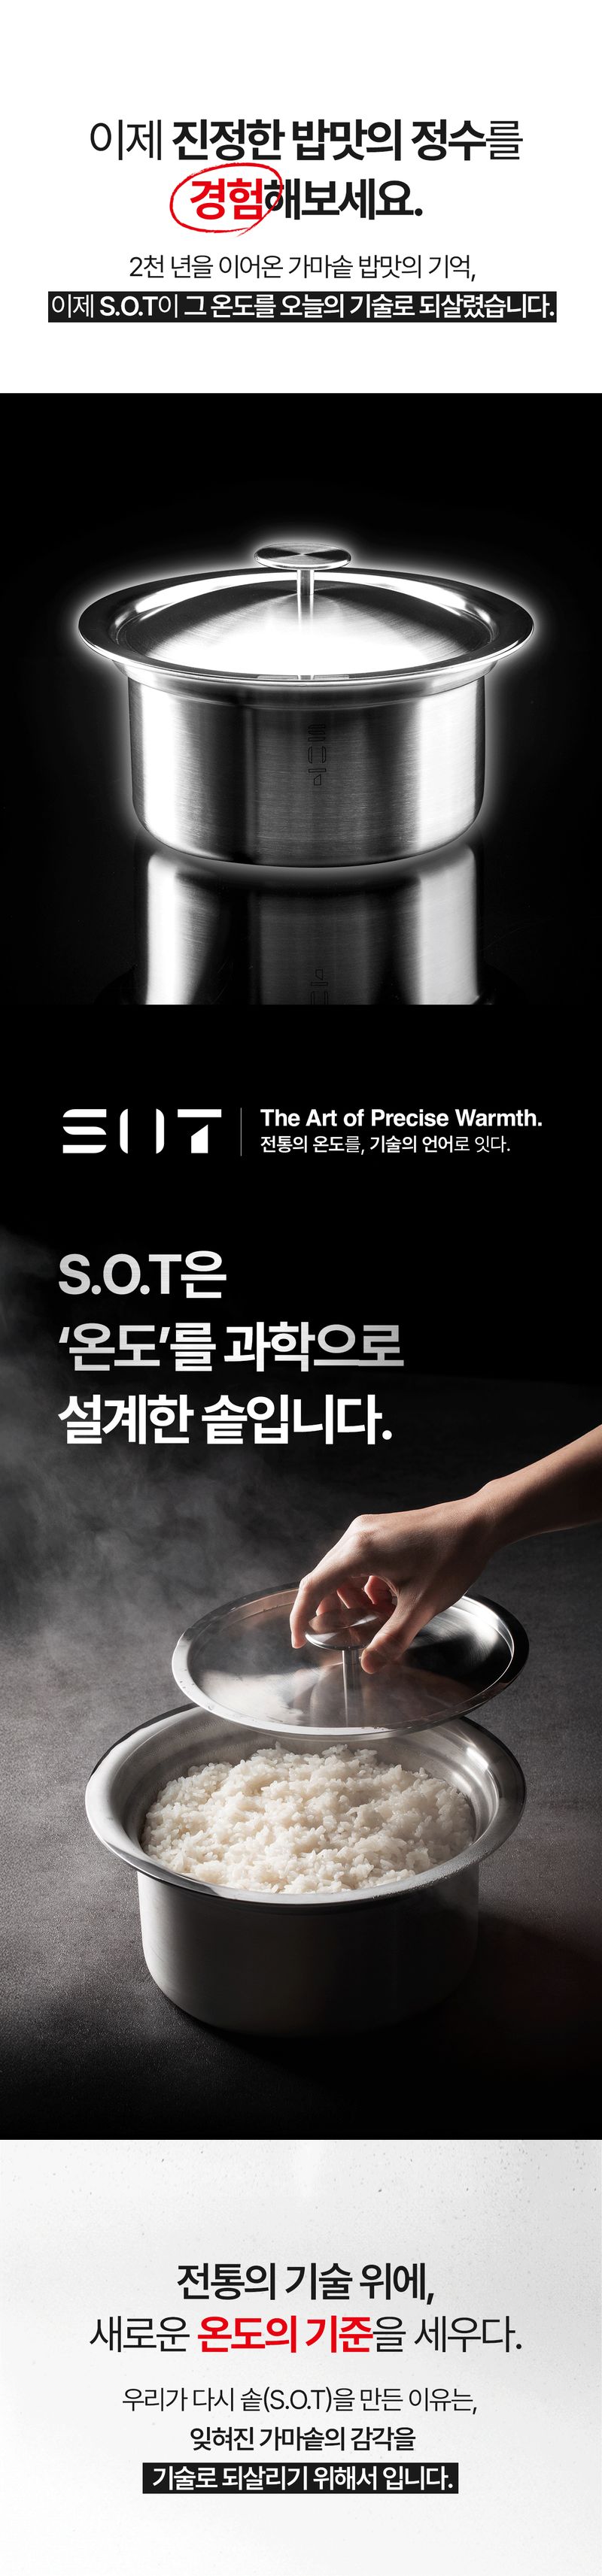 이제 진정한 밥맛의 정수를
경험해보세요.
2천 년을 이어온 가마솥 밥맛의 기억,
이제 S.O.T이 그 온도를 오늘의 기술로 되살렸습니다.
SOT
SOT
The Art of Precise Warmth.
전통의 온도를, 기술의 언어로 잇다.
S.O.T은
‘온도’를 과학으로
설계한 솥입니다.
전통의 기술 위에,
새로운 온도의 기준을 세우다.
우리가 다시 솥(S.O.T)을 만든 이유는,
잊혀진 가마솥의 감각을
기술로 되살리기 위해서 입니다.